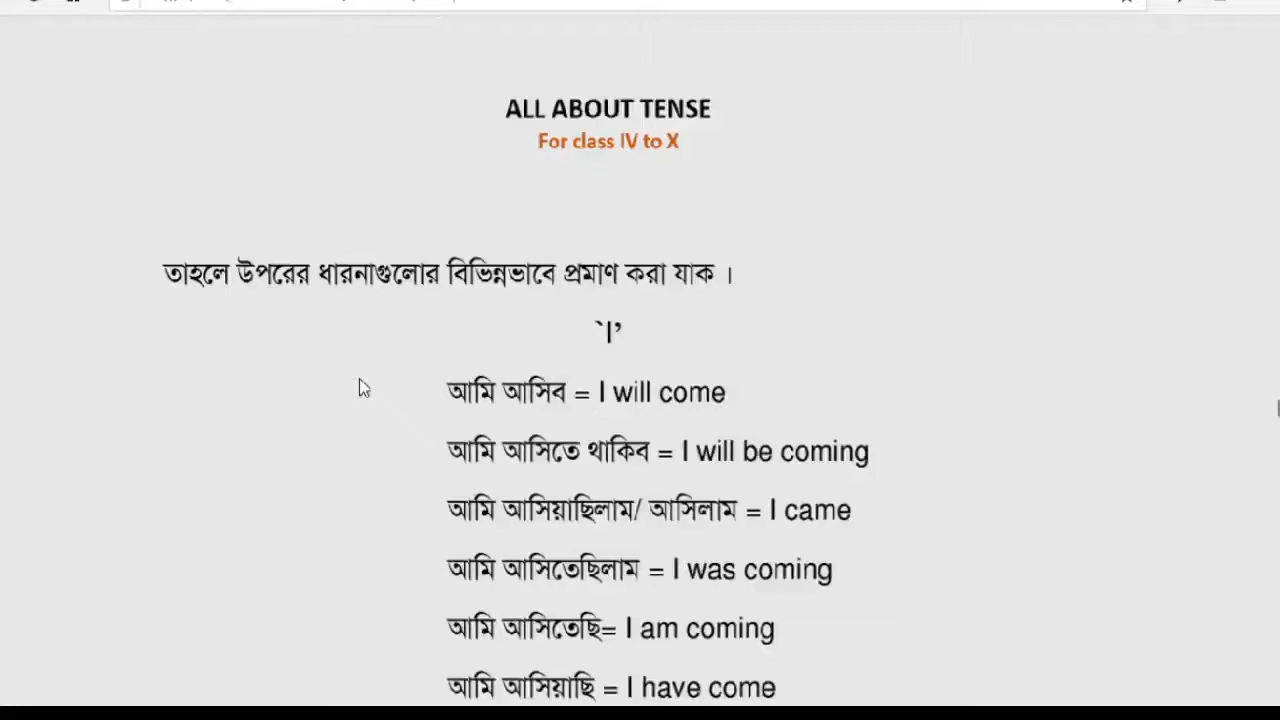 ALL ABOUT TENSE
For class IV to X
তাহলে উপরের ধারনাগুলোর বিভিন্নভাবে প্রমাণ করা যাক ।
`I’
আমি আসিব = I will come
আমি আসিতে থাকিব = I will be coming
আমি আসিয়াছিলাম/ আসিলাম = I came
আমি আসিতেছিলাম = I was coming
আমি আসিতেছি= I am coming
আমি আসিয়াছি = I have come